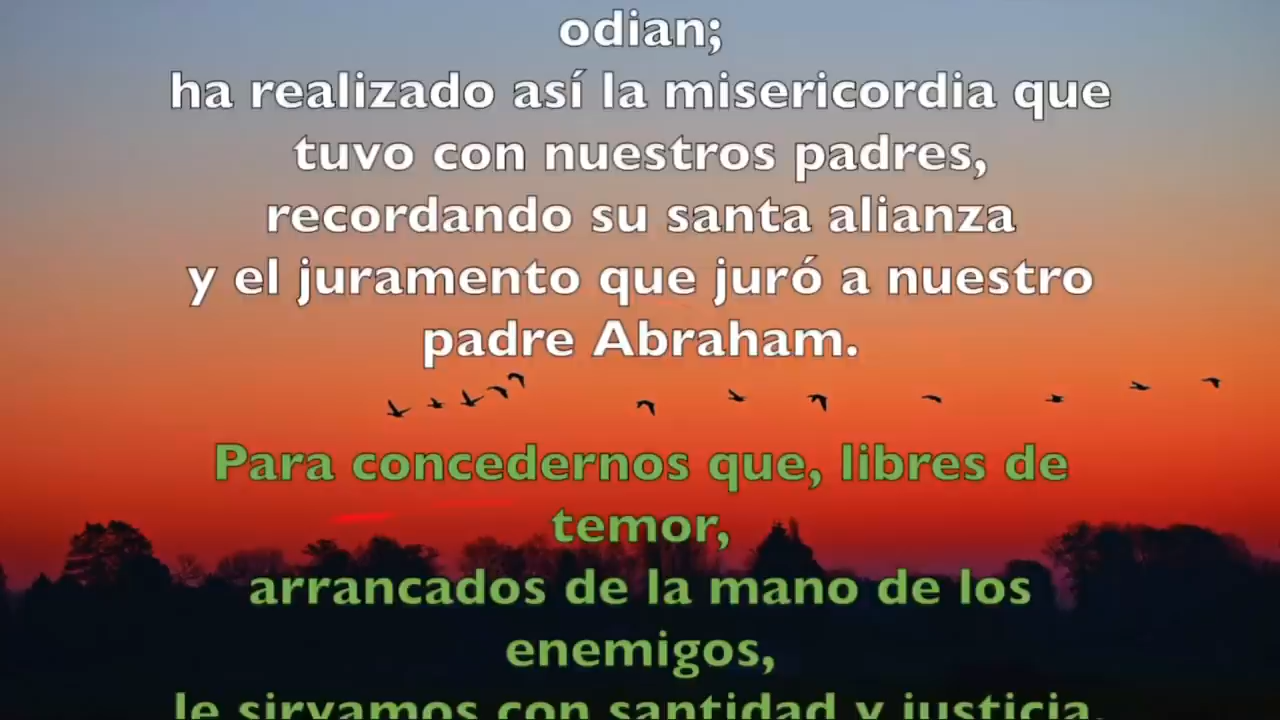 odian;
ha realizado así la misericordia que
tuvo con nuestros padres,
recordando su santa alianza
y el juramento que juró a nuestro
padre Abraham.
Para concedernos que, libres de
temor,
arrancados de la mano de los
enemigos,
le sirvamos con santidad y justicia,